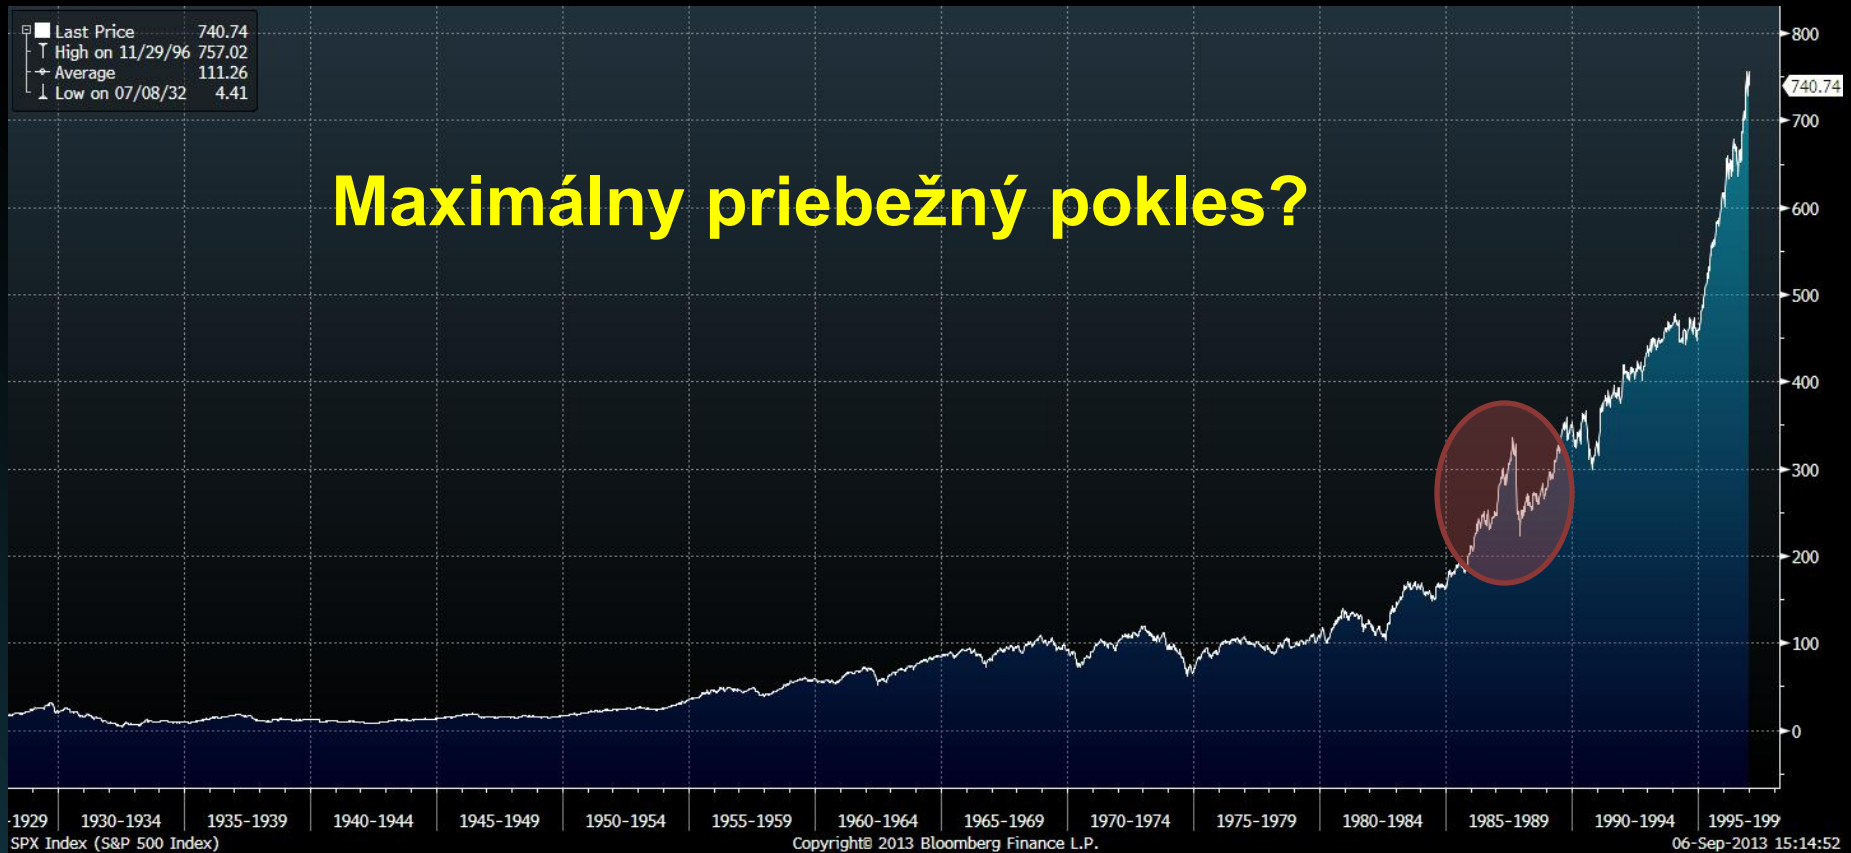 Last Price 740.74
High on 11/29/96 757.02
Average 111.26
Low on 07/08/32 4.41
Maximálny priebežný pokles?
800
740.74
700
600
500
400
300
200
100
0
-1929 1930-1934 1935-1939 1940-1944 1945-1949 1950-1954 1955-1959 1960-1964 1965-1969 1970-1974 1975-1979 1980-1984 1985-1989 1990-1994 1995-199
SPX Index (S&P 500 Index) Copyright© 2013 Bloomberg Finance L.P. 06-Sep-2013 15:14:52